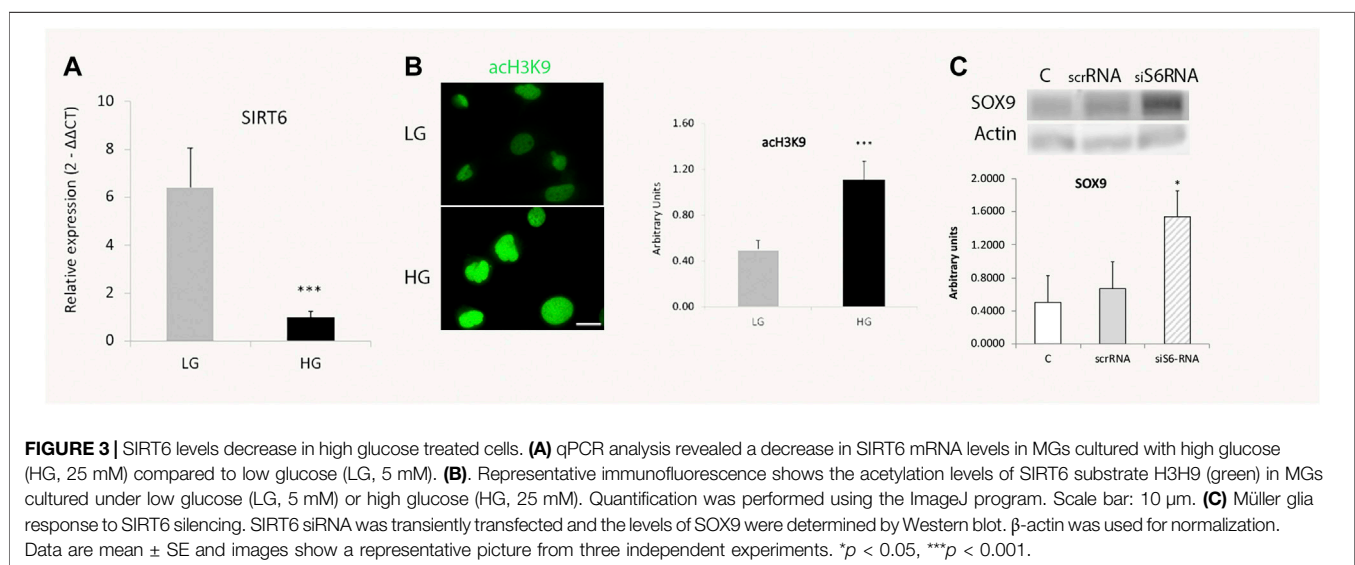 A
SIRT6
Relative expression (2 - ΔΔCT)
10
8
6
4
2
0
***
LG
HG
B
acH3K9
LG
HG
acH3K9
Arbitrary Units
1.60
1.20
0.80
0.40
0.00
***
LG
HG
C
C scrRNA siS6RNA
SOX9
Actin
SOX9
Arbitrary units
2.0000
1.6000
1.2000
0.8000
0.4000
0.0000
*
C
scrRNA
siS6-RNA
FIGURE 3 | SIRT6 levels decrease in high glucose treated cells. (A) qPCR analysis revealed a decrease in SIRT6 mRNA levels in MGs cultured with high glucose
(HG, 25 mM) compared to low glucose (LG, 5 mM). (B). Representative immunofluorescence shows the acetylation levels of SIRT6 substrate H3H9 (green) in MGs
cultured under low glucose (LG, 5 mM) or high glucose (HG, 25 mM). Quantification was performed using the ImageJ program. Scale bar: 10 μm. (C) Müller glia
response to SIRT6 silencing. SIRT6 siRNA was transiently transfected and the levels of SOX9 were determined by Western blot. β-actin was used for normalization.
Data are mean ± SE and images show a representative picture from three independent experiments. *p < 0.05, ***p < 0.001.